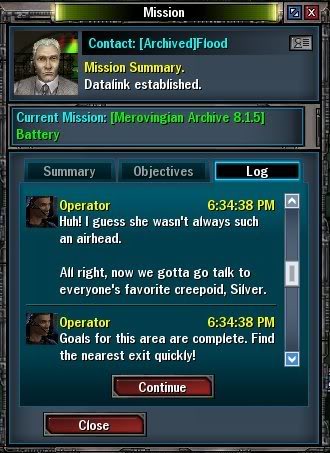 Mission
Contact: [Archived]Flood
Mission Summary.
Datalink established.
Current Mission: [Merovingian Archive 8.1.5]
Battery
Summary
Objectives
Log
Operator 6:34:38 PM
Huh! I guess she wasn't always such
an airhead.
All right, now we gotta go talk to
everyone's favorite creepoid, Silver.
Operator 6:34:38 PM
Goals for this area are complete. Find
the nearest exit quickly!
Continue
Close